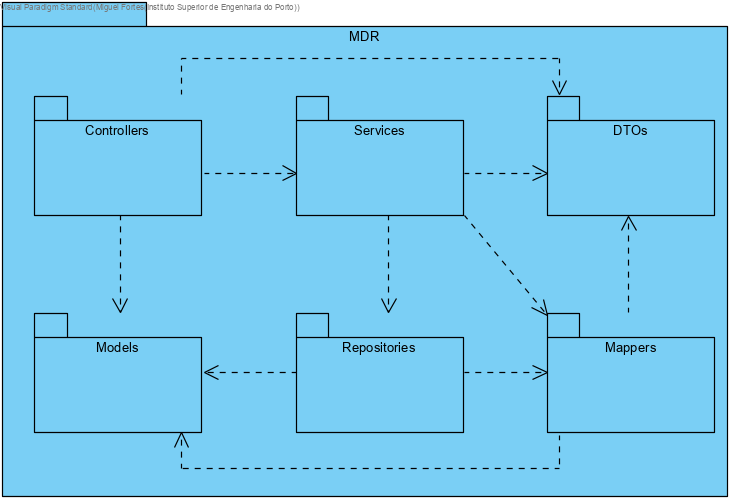 Visual Paradigm Standard(Miguel Fortes(Instituto Superior de Engenharia do Porto))
MDR
Controllers
Services
DTOs
Models
Repositories
Mappers